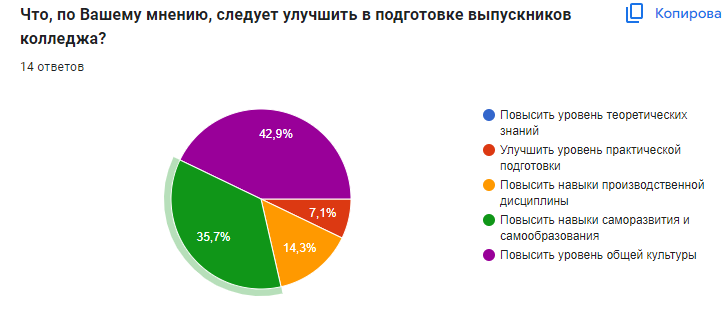 Что, по Вашему мнению, следует улучшить в подготовке выпускников
колледжа?
Копирова
14 ответов
42,9%
7,1%
14,3%
35,7%
Повысить уровень теоретических
знаний
Улучшить уровень практической
подготовки
Повысить навыки производственной
дисциплины
Повысить навыки саморазвития и
самообразования
Повысить уровень общей культуры